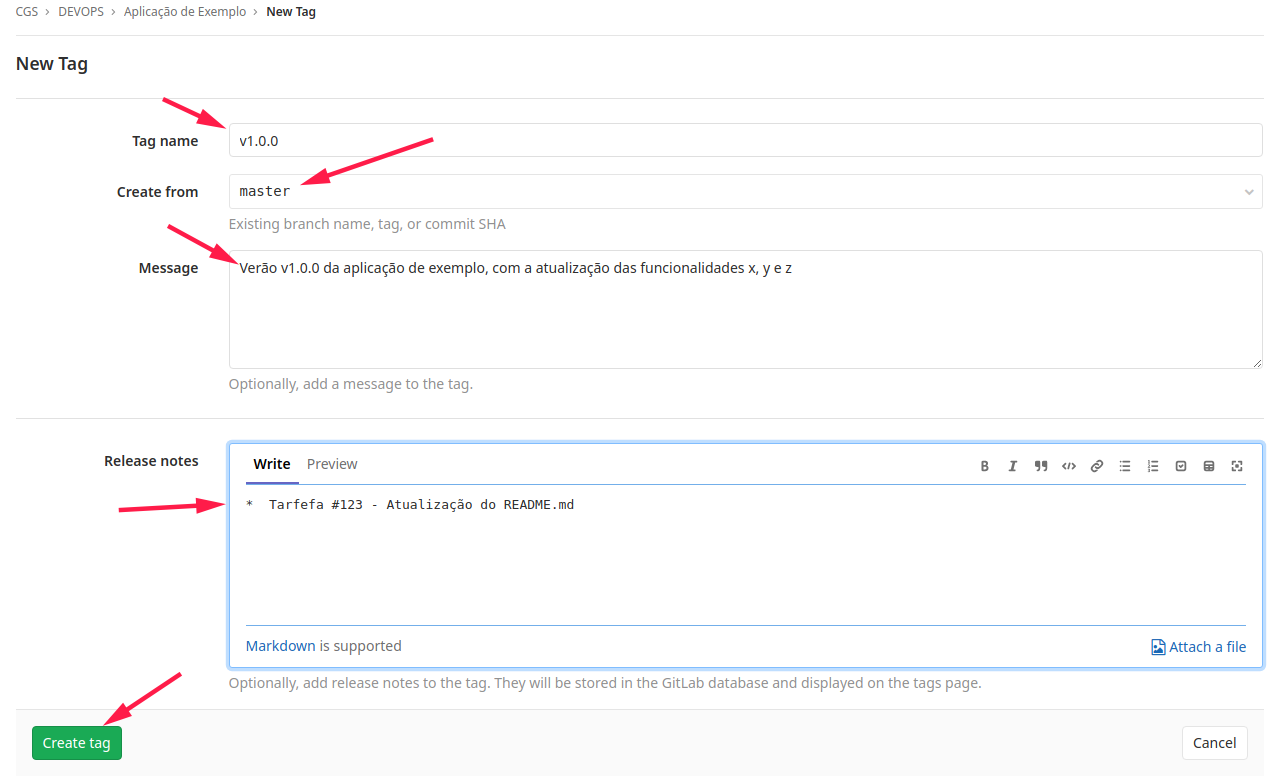 CGS > DEVOPS > Aplicação de Exemplo > New Tag
New Tag
Tag name
v1.0.0
Create from
master
Existing branch name, tag, or commit SHA
Message
Verão v1.0.0 da aplicação de exemplo, com a atualização das funcionalidades x, y e z
Optionally, add a message to the tag.
Release notes
Write Preview
* Tarfefa #123 - Atualização do README.md
Markdown is supported
Attach a file
Optionally, add release notes to the tag. They will be stored in the GitLab database and displayed on the tags page.
Create tag
Cancel